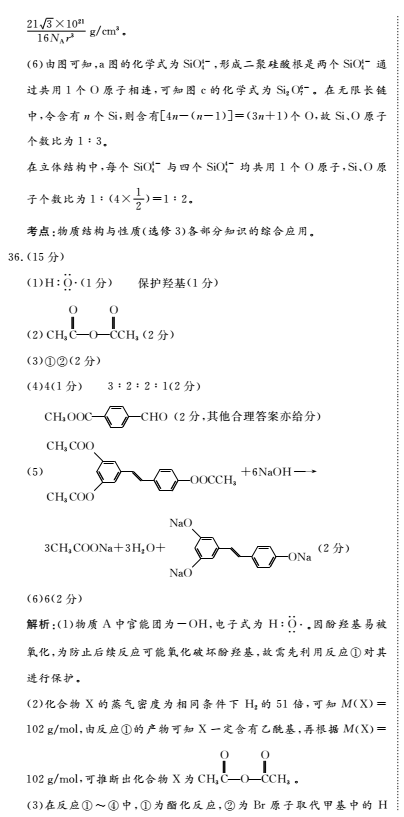 21√3×10²¹
16N_A r³ g/cm³。
(6)由图可知,a图的化学式为SiO₄⁴⁻,形成二聚硅酸根是两个SiO₄⁴⁻通
过共用1个O原子相连,可知图c的化学式为Si₂O₇⁶⁻。在无限长链
中,令含有n个Si,则含有[4n-(n-1)]=(3n+1)个O,故Si、O原子
个数比为1∶3。
在立体结构中,每个SiO₄⁴⁻与四个SiO₄⁴⁻均共用1个O原子,Si、O原
子个数比为1∶(4×1/2)=1∶2。
考点:物质结构与性质(选修3)各部分知识的综合应用。
36.(15分)
(1)H∶Ö·(1分) 保护羟基(1分)
O O
(2)CH₃C—O—CCH₃(2分)
(3)①②(2分)
(4)4(1分) 3∶2∶2∶1(2分)
CH₃OOC— —CHO(2分,其他合理答案亦给分)
CH₃COO
(5) —OOCCH₃ +6NaOH⟶
CH₃COO
NaO
3CH₃COONa+3H₂O+ —ONa (2分)
NaO
(6)6(2分)
解析:(1)物质A中官能团为—OH,电子式为H∶Ö·。因酚羟基易被
氧化,为防止后续反应可能氧化破坏酚羟基,故需先利用反应①对其
进行保护。
(2)化合物X的蒸气密度为相同条件下H₂的51倍,可知M(X)=
102 g/mol,由反应①的产物可知X一定含有乙酰基,再根据M(X)=
O O
102 g/mol,可推断出化合物X为CH₃C—O—CCH₃。
(3)在反应①～④中,①为酯化反应,②为Br原子取代甲基中的H